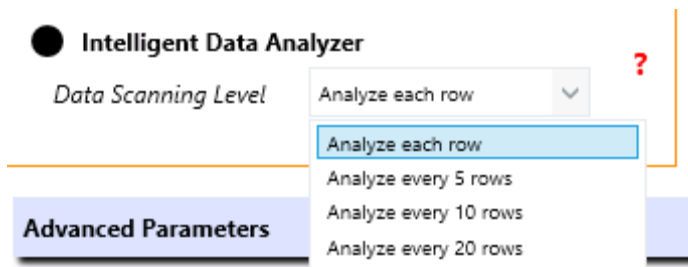 Intelligent Data Analyzer
?
Data Scanning Level Analyze each row
Analyze each row
Analyze every 5 rows
Analyze every 10 rows
Advanced Parameters
Analyze every 20 rows